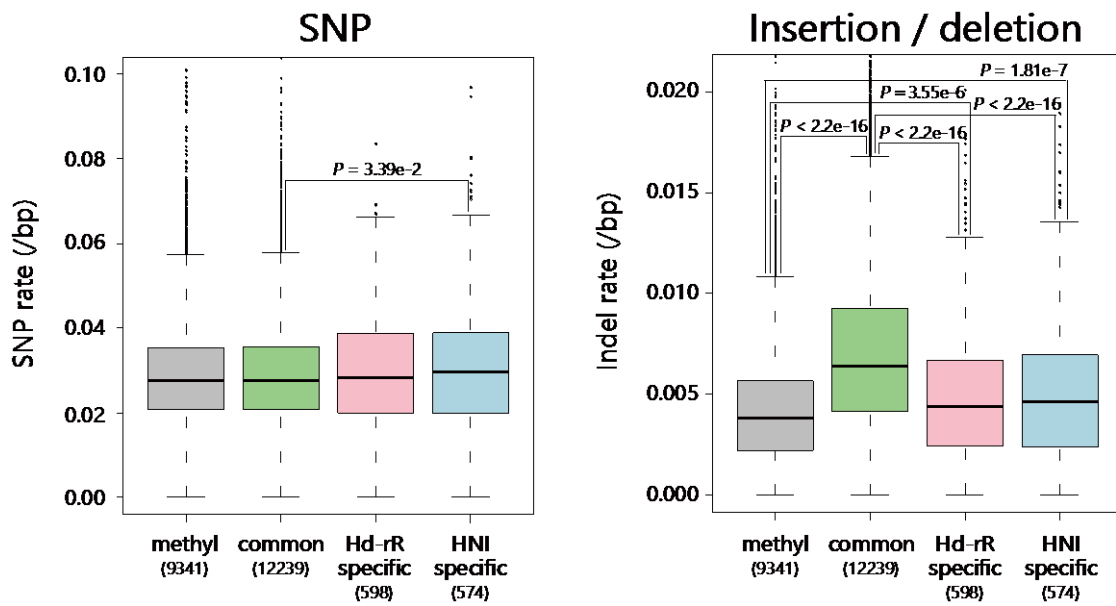 SNP
SNP rate (/bp)
0.10
0.08
0.06
0.04
0.02
0.00
P = 3.39e-2
methyl
(9341)
common
(12239)
Hd-rR
specific
(598)
HNI
specific
(574)
Insertion / deletion
Indel rate (/bp)
0.020
0.015
0.010
0.005
0.000
P = 1.81e-7
P = 3.55e-6
P < 2.2e-16
P < 2.2e-16
P < 2.2e-16
methyl
(9341)
common
(12239)
Hd-rR
specific
(598)
HNI
specific
(574)